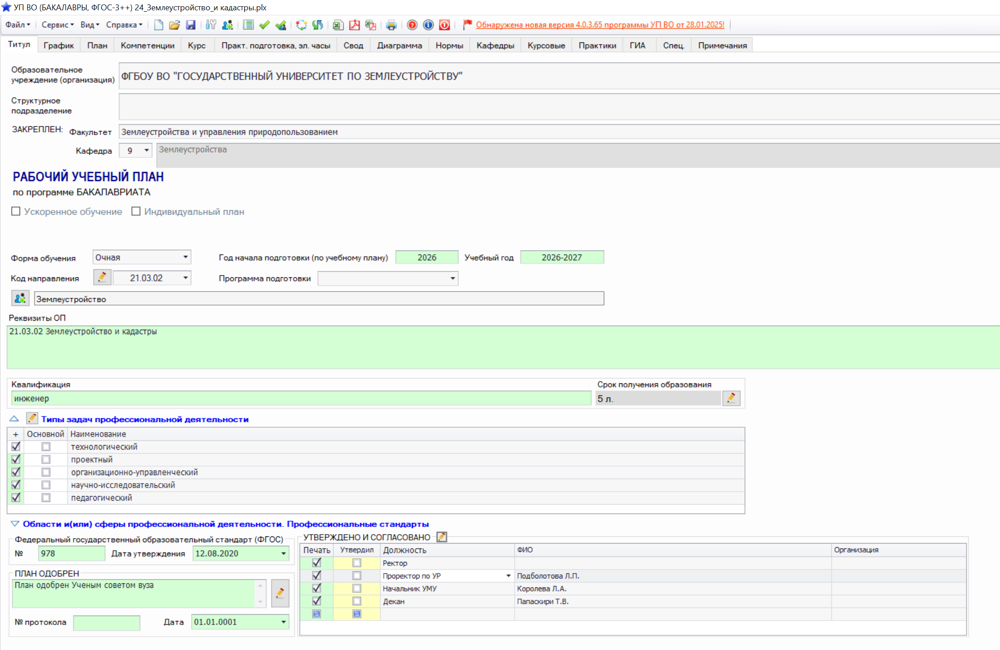 УП ВО (БАКАЛАВРЫ, ФГОС-3++) 24_Землеустройство_и кадастры.plx
Файл Сервис Вид Справка Обнаружена новая версия 4.0.3.65 программы УП ВО от 28.01.2025!
Титул График План Компетенции Курс Практ. подготовка, эл. часы Свод Диаграмма Нормы Кафедры Курсовые Практики ГИА Спец. Примечания
Образовательное
учреждение (организация)
ФГБОУ ВО "ГОСУДАРСТВЕННЫЙ УНИВЕРСИТЕТ ПО ЗЕМЛЕУСТРОЙСТВУ"
Структурное
подразделение
ЗАКРЕПЛЕН: Факультет Землеустройства и управления природопользованием
Кафедра 9 Землеустройства
РАБОЧИЙ УЧЕБНЫЙ ПЛАН
по программе БАКАЛАВРИАТА
Ускоренное обучение Индивидуальный план
Форма обучения Очная Год начала подготовки (по учебному плану) 2026 Учебный год 2026-2027
Код направления 21.03.02 Программа подготовки
Землеустройство
Реквизиты ОП
21.03.02 Землеустройство и кадастры
Квалификация Срок получения образования
инженер 5 л.
Типы задач профессиональной деятельности
+ Основной Наименование
технологический
проектный
организационно-управленческий
научно-исследовательский
педагогический
Области и(или) сферы профессиональной деятельности. Профессиональные стандарты
Федеральный государственный образовательный стандарт (ФГОС)
№ 978 Дата утверждения 12.08.2020
ПЛАН ОДОБРЕН
План одобрен Ученым советом вуза
№ протокола Дата 01.01.0001
УТВЕРЖДЕНО И СОГЛАСОВАНО
Печать Утвердил Должность ФИО Организация
Ректор
Проректор по УР Подболотова Л.П.
Начальник УМУ Королева Л.А.
Декан Папаскири Т.В.